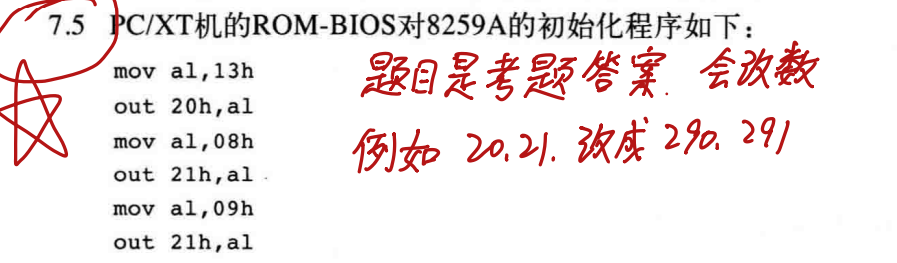 7.5 PC/XT机的ROM-BIOS对8259A的初始化程序如下：
mov al,13h
out 20h,al
mov al,08h
out 21h,al
mov al,09h
out 21h,al
题目是考题答案. 会改数
例如 20.21. 改成 290. 291